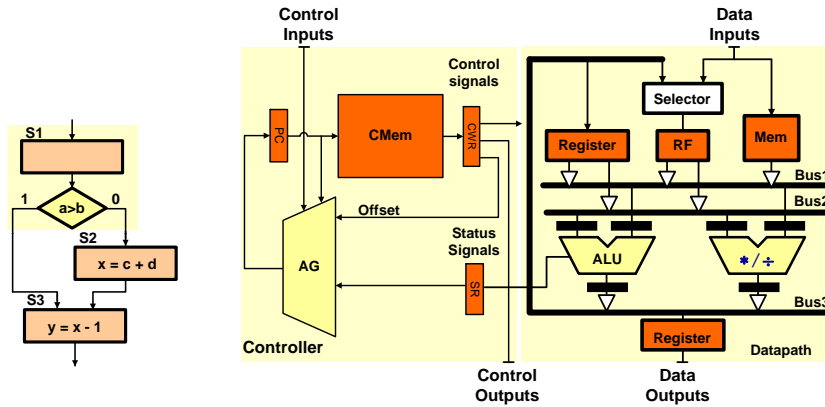 S1
1
a>b
0
S2
x = c + d
S3
y = x - 1
Control
Inputs
Control
signals
PC
CMem
CWR
Offset
Status
Signals
AG
SR
Controller
Control
Outputs
Data
Inputs
Selector
Register
RF
Mem
Bus1
Bus2
ALU
* / ÷
Bus3
Register
Datapath
Data
Outputs